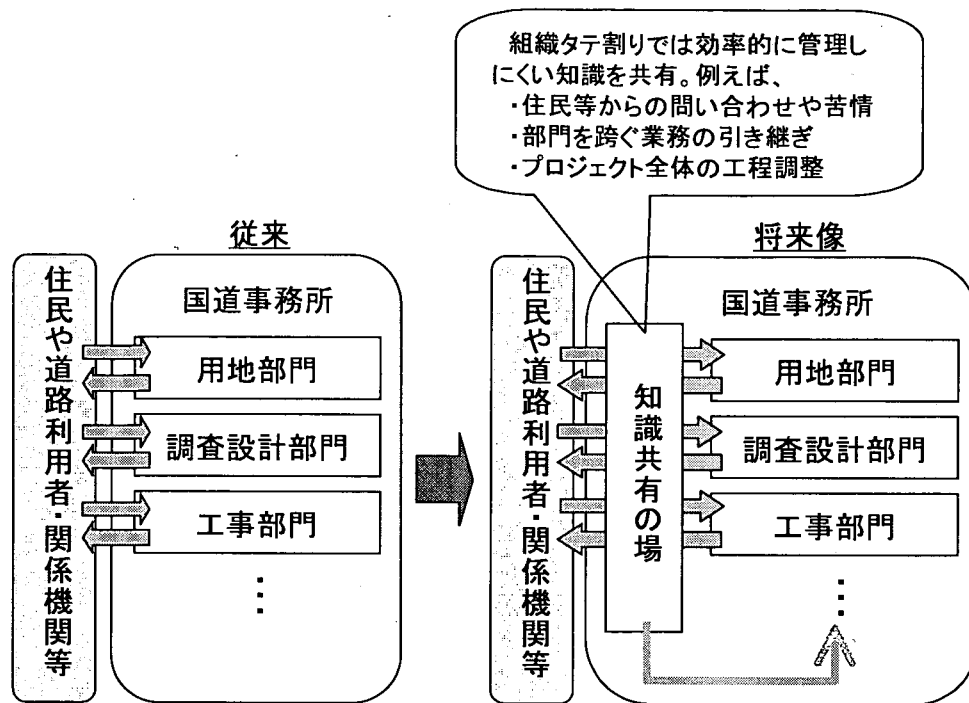 組織タテ割りでは効率的に管理し
にくい知識を共有。例えば、
・住民等からの問い合わせや苦情
・部門を跨ぐ業務の引き継ぎ
・プロジェクト全体の工程調整
従来
住民や道路利用者・関係機関等
国道事務所
用地部門
調査設計部門
工事部門
・・・
将来像
住民や道路利用者・関係機関等
国道事務所
知識共有の場
用地部門
調査設計部門
工事部門
・・・